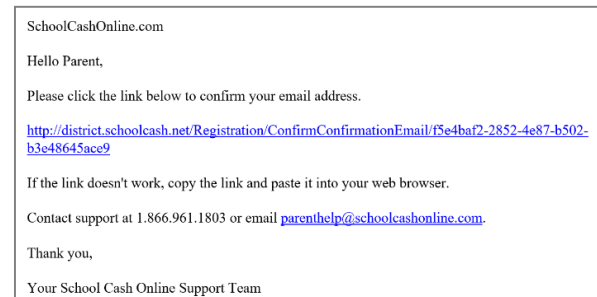 SchoolCashOnline.com
Hello Parent,
Please click the link below to confirm your email address.
http://district.schoolcash.net/Registration/ConfirmConfirmationEmail/f5e4baf2-2852-4e87-b502-
b3e48645ace9
If the link doesn't work, copy the link and paste it into your web browser.
Contact support at 1.866.961.1803 or email parenthelp@schoolcashonline.com.
Thank you,
Your School Cash Online Support Team